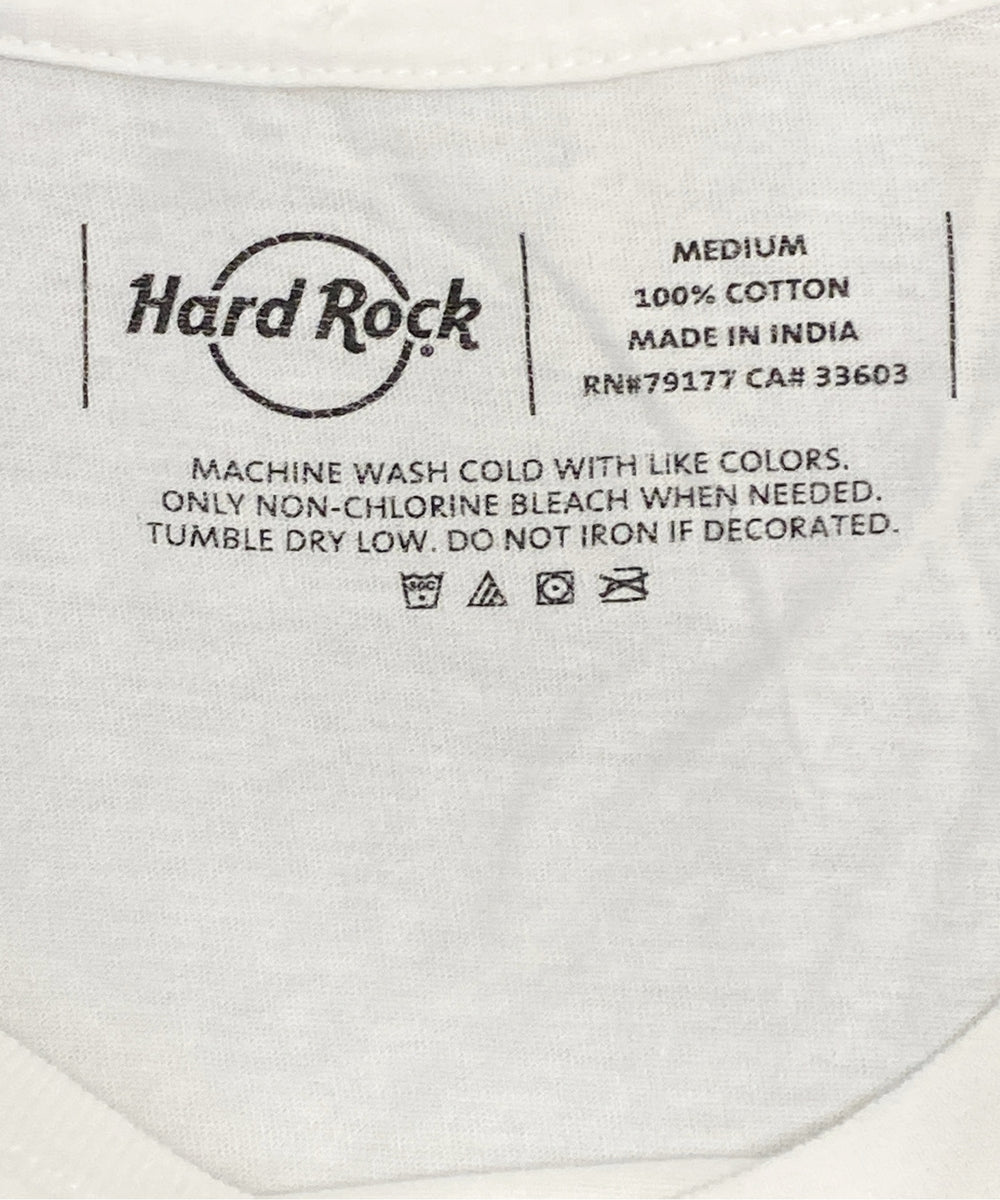 Hard Rock
MEDIUM
100% COTTON
MADE IN INDIA
RN#79177 CA# 33603
MACHINE WASH COLD WITH LIKE COLORS.
ONLY NON-CHLORINE BLEACH WHEN NEEDED.
TUMBLE DRY LOW. DO NOT IRON IF DECORATED.